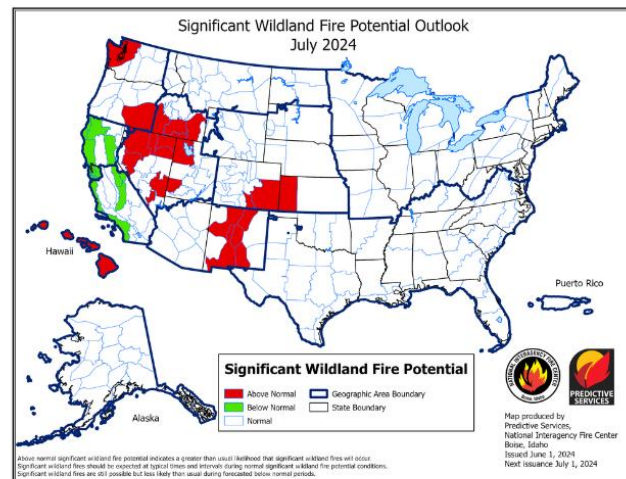 Significant Wildland Fire Potential Outlook
July 2024
Hawaii
Puerto Rico
Alaska
Significant Wildland Fire Potential
Above Normal
Below Normal
Normal
Geographic Area Boundary
State Boundary
NATIONAL INTERAGENCY FIRE CENTER
PREDICTIVE
SERVICES
Map produced by
Predictive Services,
National Interagency Fire Center
Boise, Idaho
Issued June 1, 2024
Next issuance July 1, 2024
Above normal significant wildland fire potential indicates a greater than usual likelihood that significant wildland fires will occur.
Significant wildland fires should be expected at typical times and intervals during normal significant wildland fire potential conditions.
Significant wildland fires are still possible but less likely than usual during forecasted below normal periods.